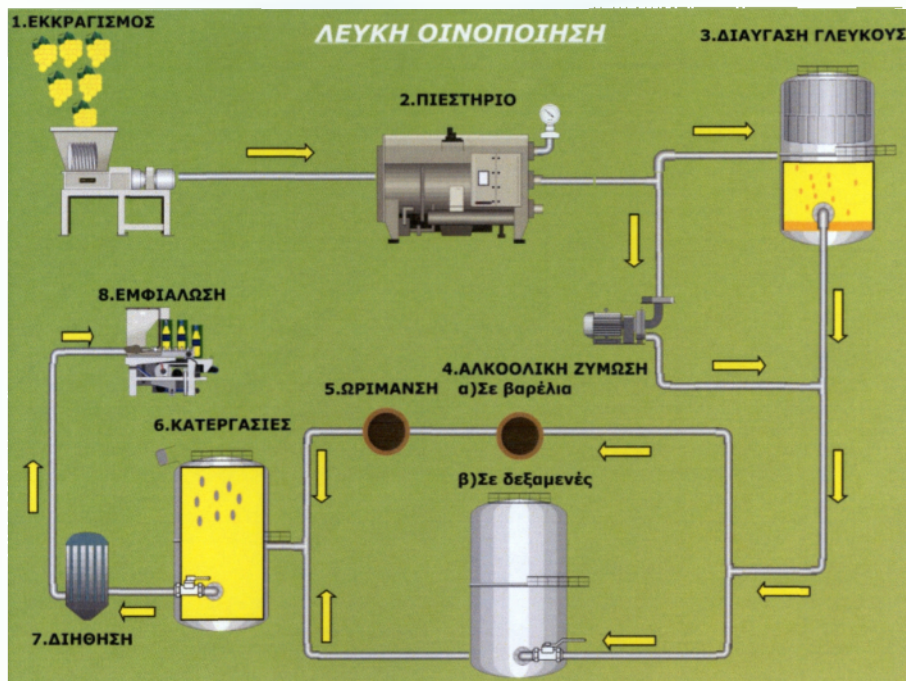 ΛΕΥΚΗ ΟΙΝΟΠΟΙΗΣΗ
1.ΕΚΚΡΑΓΙΣΜΟΣ
2.ΠΙΕΣΤΗΡΙΟ
3.ΔΙΑΥΓΑΣΗ ΓΛΕΥΚΟΥΣ
4.ΑΛΚΟΟΛΙΚΗ ΖΥΜΩΣΗ
α)Σε βαρέλια
β)Σε δεξαμενές
5.ΩΡΙΜΑΝΣΗ
6.ΚΑΤΕΡΓΑΣΙΕΣ
7.ΔΙΗΘΗΣΗ
8.ΕΜΦΙΑΛΩΣΗ